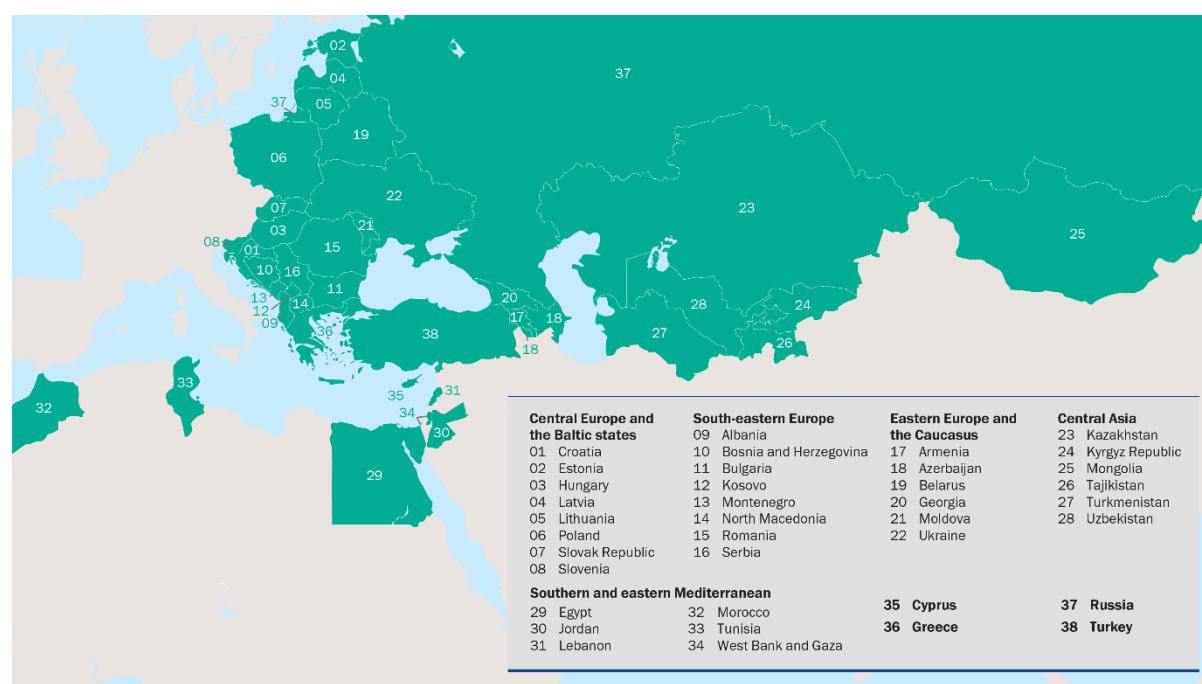 02
37
04
37
05
19
06
22
07
23
21
03
25
08
01
15
10
16
11
13
20
28
24
14
12
17
18
09
36
38
27
26
18
33
35
31
32
34
30
29
Central Europe and
the Baltic states
01 Croatia
02 Estonia
03 Hungary
04 Latvia
05 Lithuania
06 Poland
07 Slovak Republic
08 Slovenia
South-eastern Europe
09 Albania
10 Bosnia and Herzegovina
11 Bulgaria
12 Kosovo
13 Montenegro
14 North Macedonia
15 Romania
16 Serbia
Eastern Europe and
the Caucasus
17 Armenia
18 Azerbaijan
19 Belarus
20 Georgia
21 Moldova
22 Ukraine
Central Asia
23 Kazakhstan
24 Kyrgyz Republic
25 Mongolia
26 Tajikistan
27 Turkmenistan
28 Uzbekistan
Southern and eastern Mediterranean
29 Egypt
30 Jordan
31 Lebanon
32 Morocco
33 Tunisia
34 West Bank and Gaza
35 Cyprus
36 Greece
37 Russia
38 Turkey